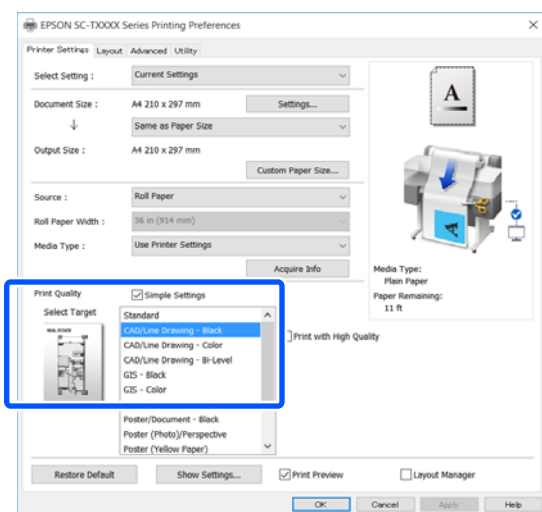 EPSON SC-TXXXX Series Printing Preferences
Printer Settings Layout Advanced Utility
Select Setting : Current Settings
Document Size : A4 210 x 297 mm Settings...
Same as Paper Size
Output Size : A4 210 x 297 mm
Custom Paper Size...
Source : Roll Paper
Roll Paper Width : 36 in (914 mm)
Media Type : Use Printer Settings
Acquire Info
A
Media Type:
Plain Paper
Paper Remaining:
11 ft
Print Quality Simple Settings
Select Target
Standard
CAD/Line Drawing - Black
CAD/Line Drawing - Color
CAD/Line Drawing - Bi-Level
GIS - Black
GIS - Color
Poster/Document - Black
Poster (Photo)/Perspective
Poster (Yellow Paper)
Print with High Quality
Restore Default Show Settings... Print Preview Layout Manager
OK Cancel Apply Help